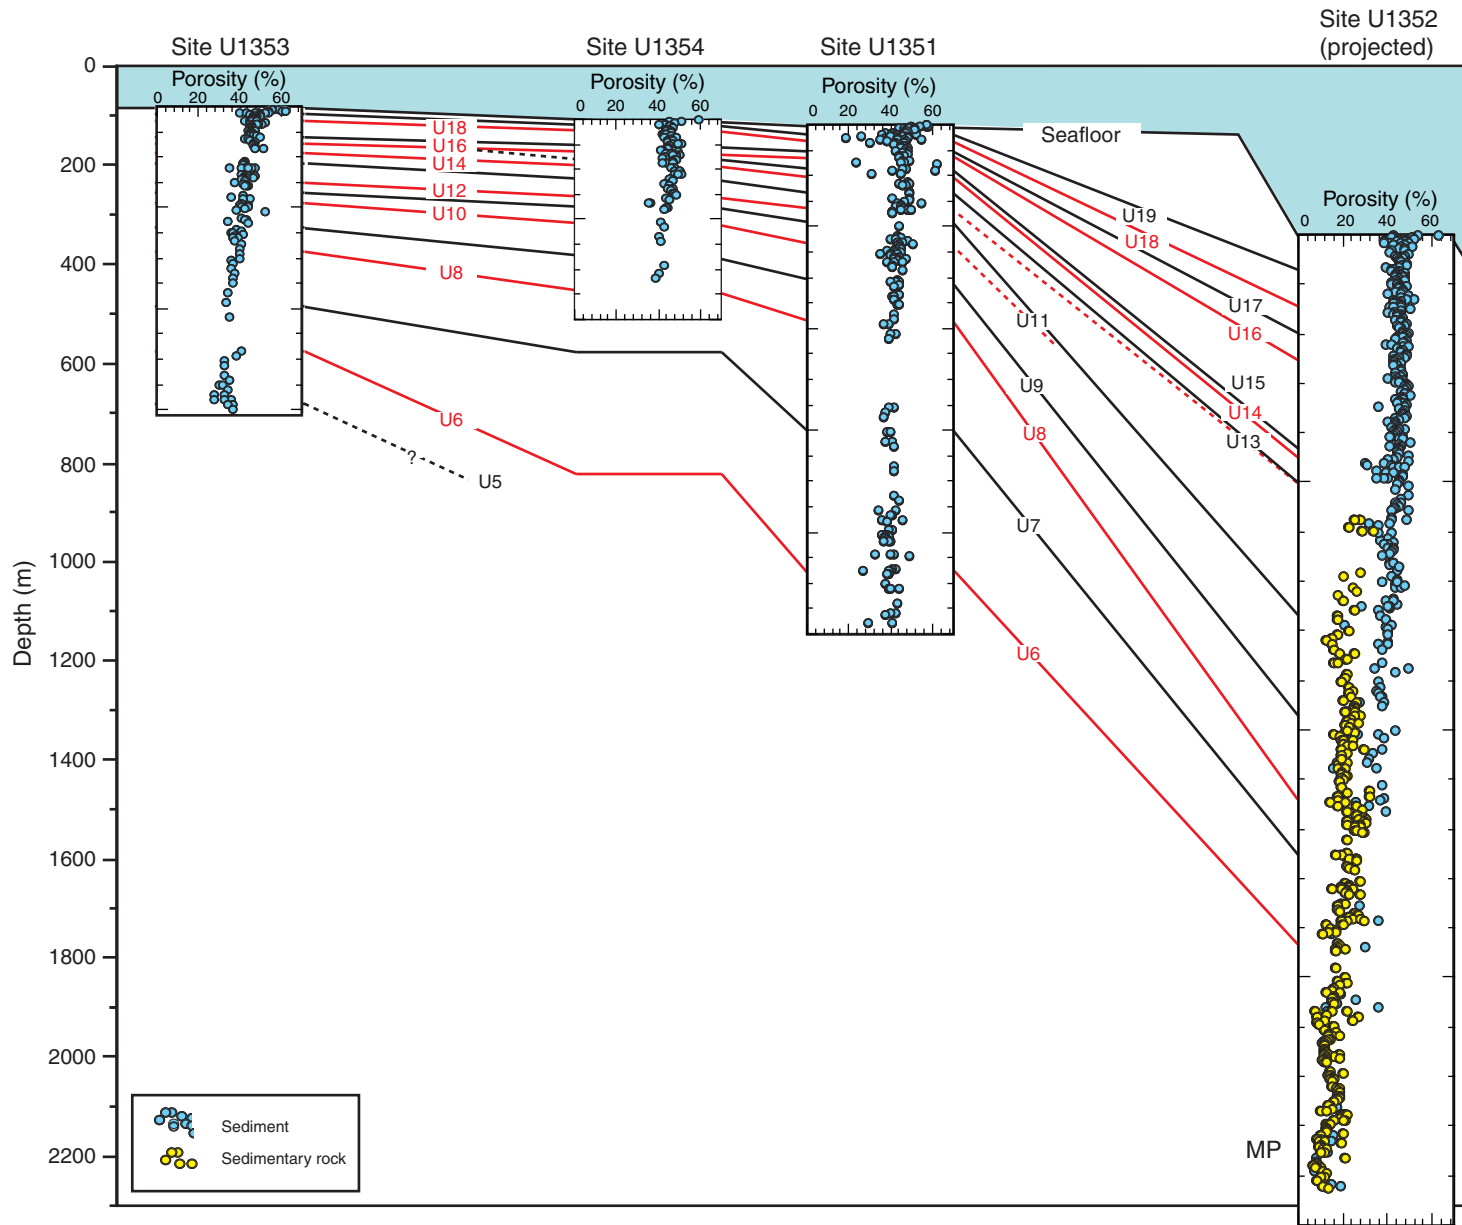 Site U1352
(projected)
Site U1353
Site U1354
Site U1351
0
Porosity (%)
0 20 40 60
Porosity (%)
0 20 40 60
Porosity (%)
0 20 40 60
Seafloor
U18
U16
U14
U12
U10
U8
U6
?
U5
200
Porosity (%)
0 20 40 60
U19
U18
U17
U16
U15
U14
U13
U11
U9
U8
U7
U6
400
600
800
1000
1200
1400
1600
1800
2000
2200
Depth (m)
MP
Sediment
Sedimentary rock